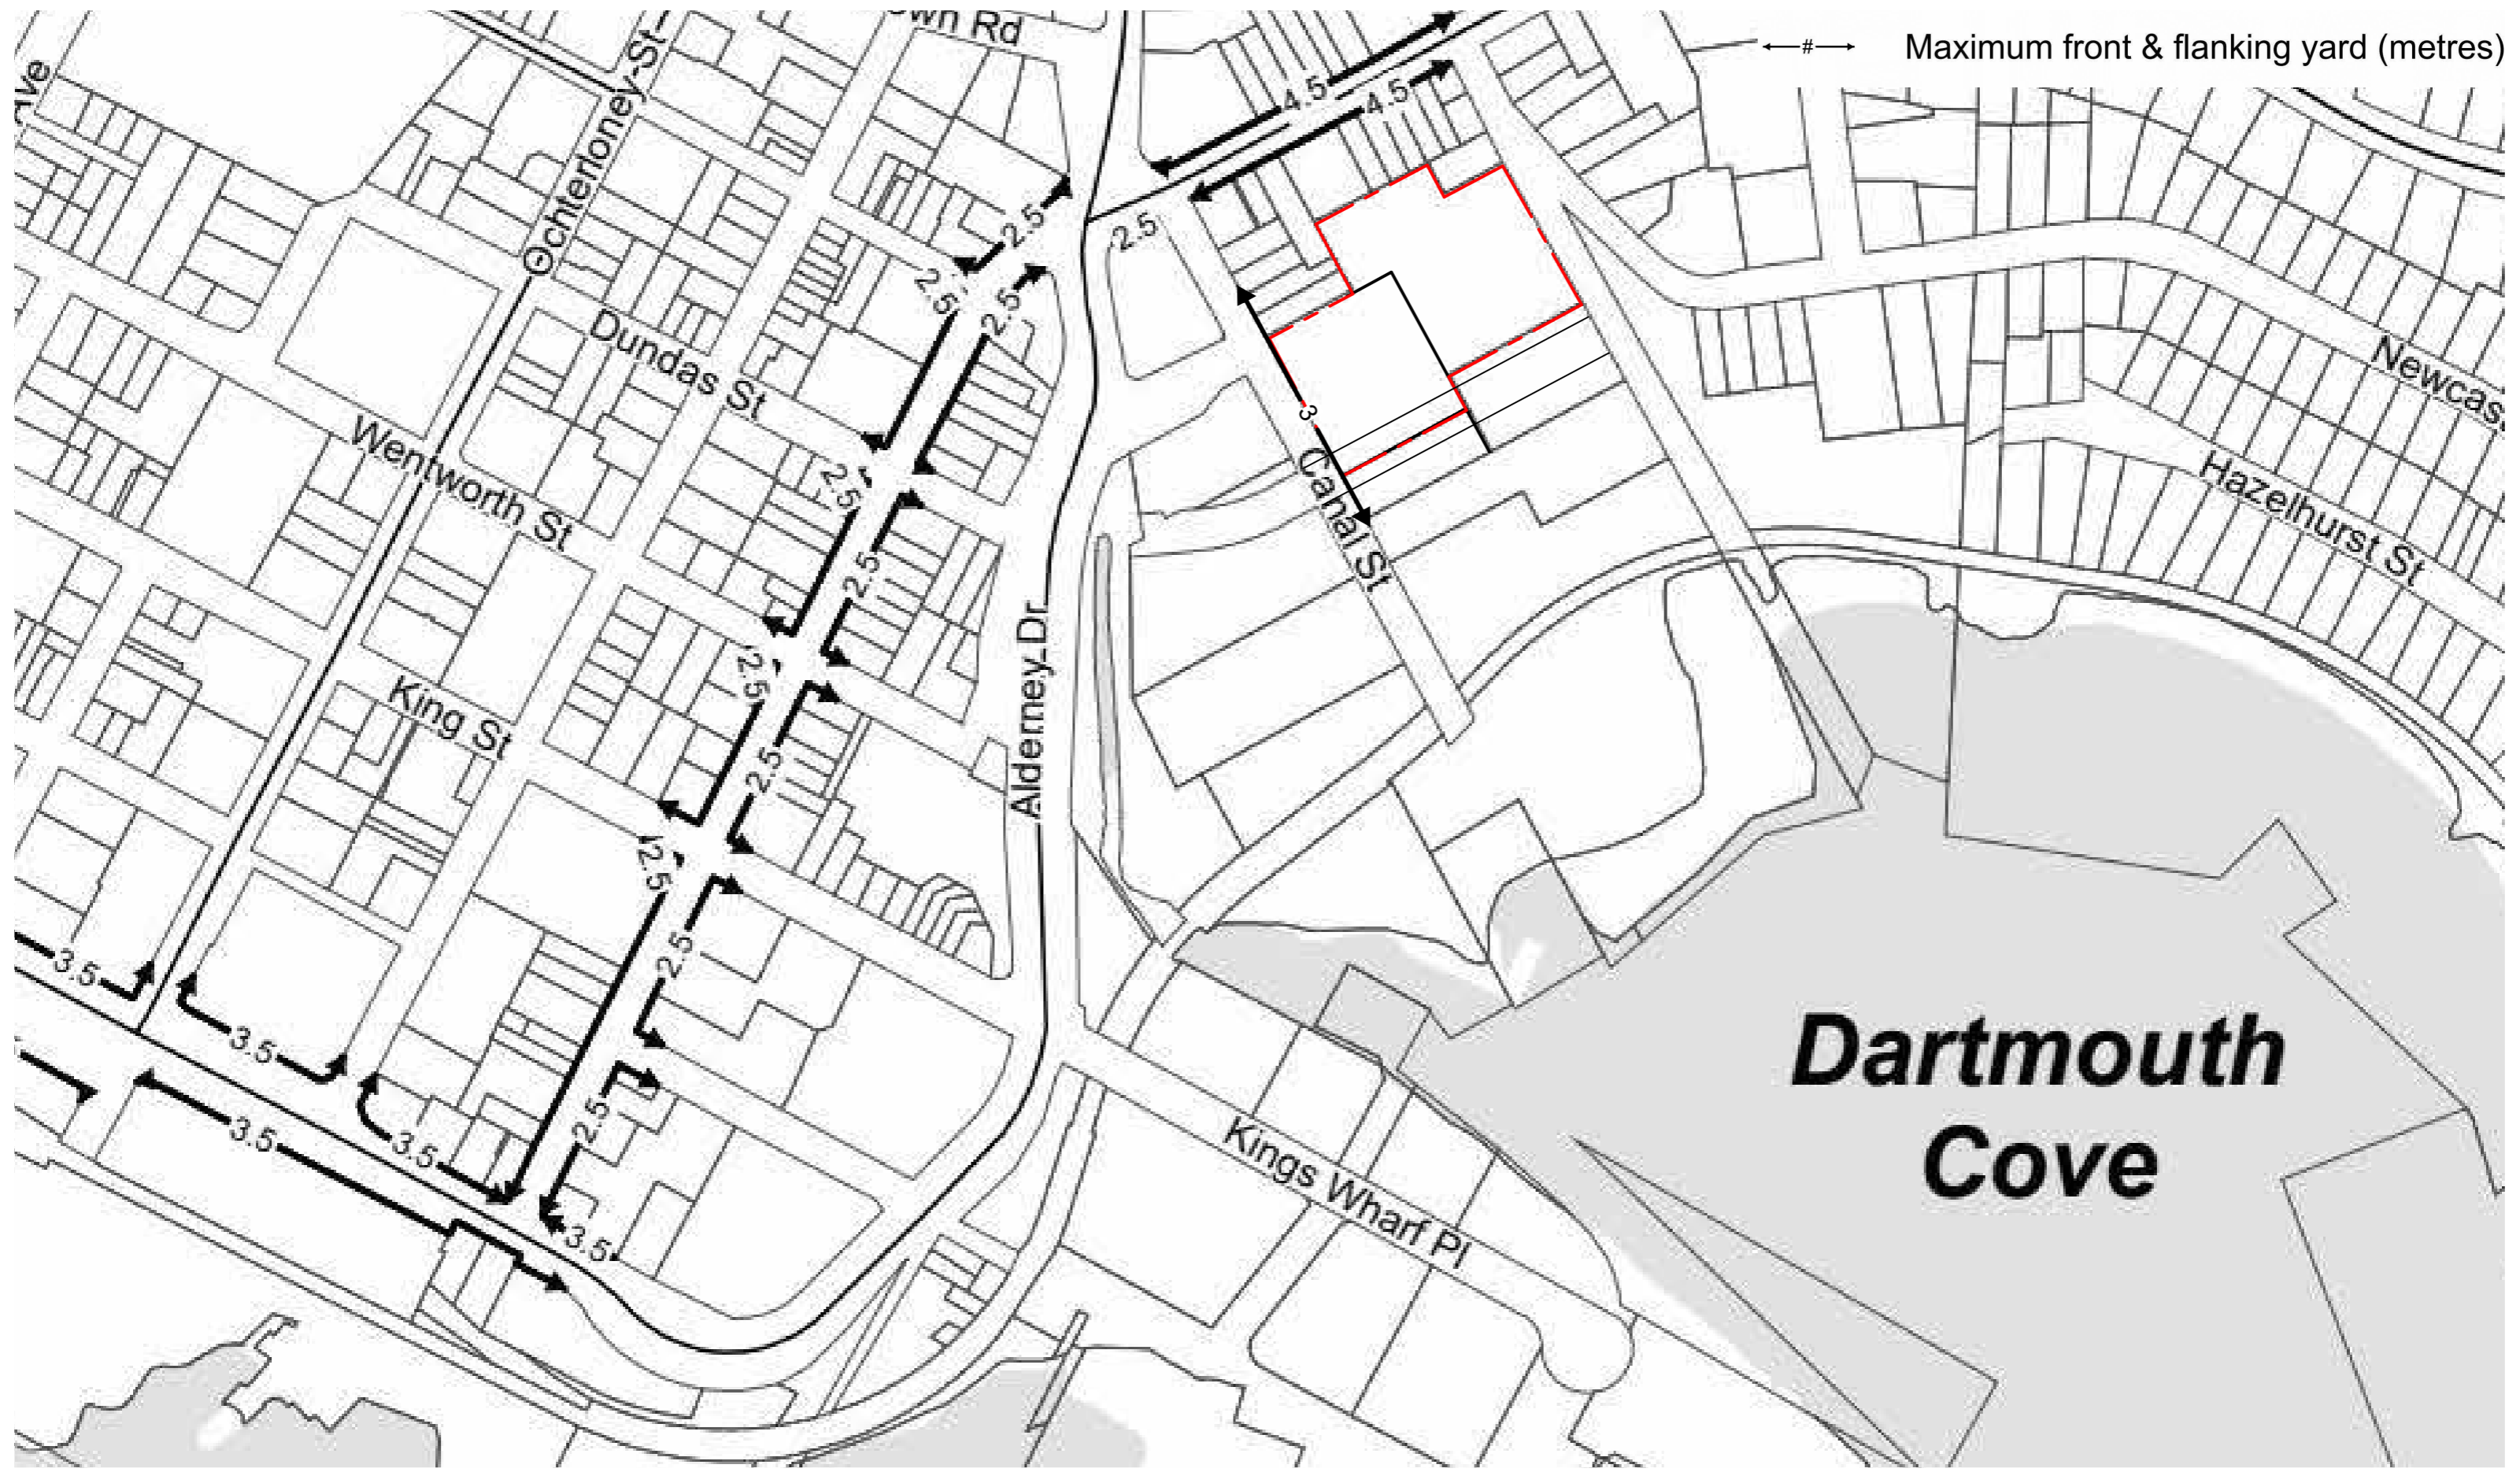 wn Rd
# Maximum front & flanking yard (metres)
Ave
Ochterloney St
4.5
4.5
2.5
2.5
2.5
2.5
Dundas St
Newcas
Wentworth St
3
2.5
Canal St
Hazelhurst St
2.5
Alderney Dr
2.5
King St
2.5
2.5
2.5
3.5
3.5
Dartmouth
Cove
3.5
3.5
2.5
Kings Wharf Pl
3.5